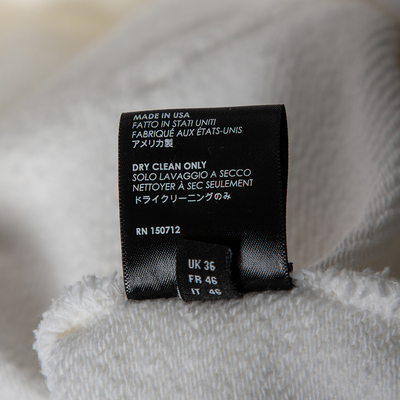 MADE IN USA
FATTO IN STATI UNITI
FABRIQUÉ AUX ÉTATS-UNIS
アメリカ製
DRY CLEAN ONLY
SOLO LAVAGGIO A SECCO
NETTOYER À SEC SEULEMENT
ドライクリーニングのみ
RN 150712
UK 36
FR 46
IT 46